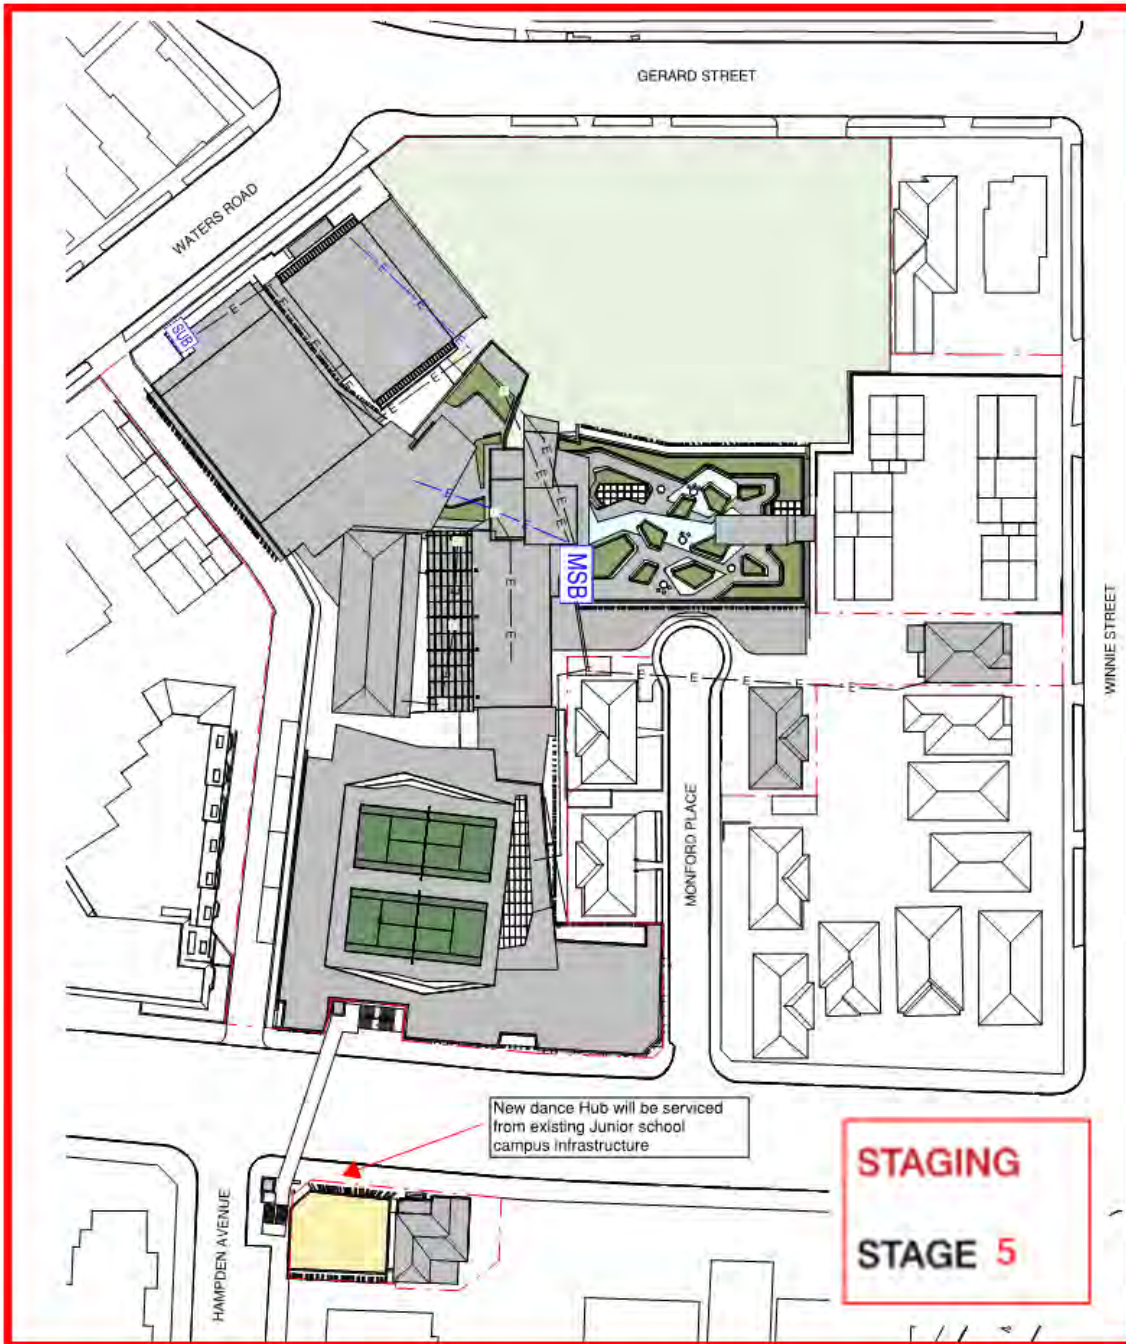 GERARD STREET
WATERS ROAD
SUB
E
E
E
E
E
E
E
E
E
E
E
E
E
E
MSB
E
E
E
E
E
E
E
E
WINNIE STREET
MONFORD PLACE
New dance Hub will be serviced
from existing Junior school
campus infrastructure
HAMPDEN AVENUE
STAGING
STAGE 5